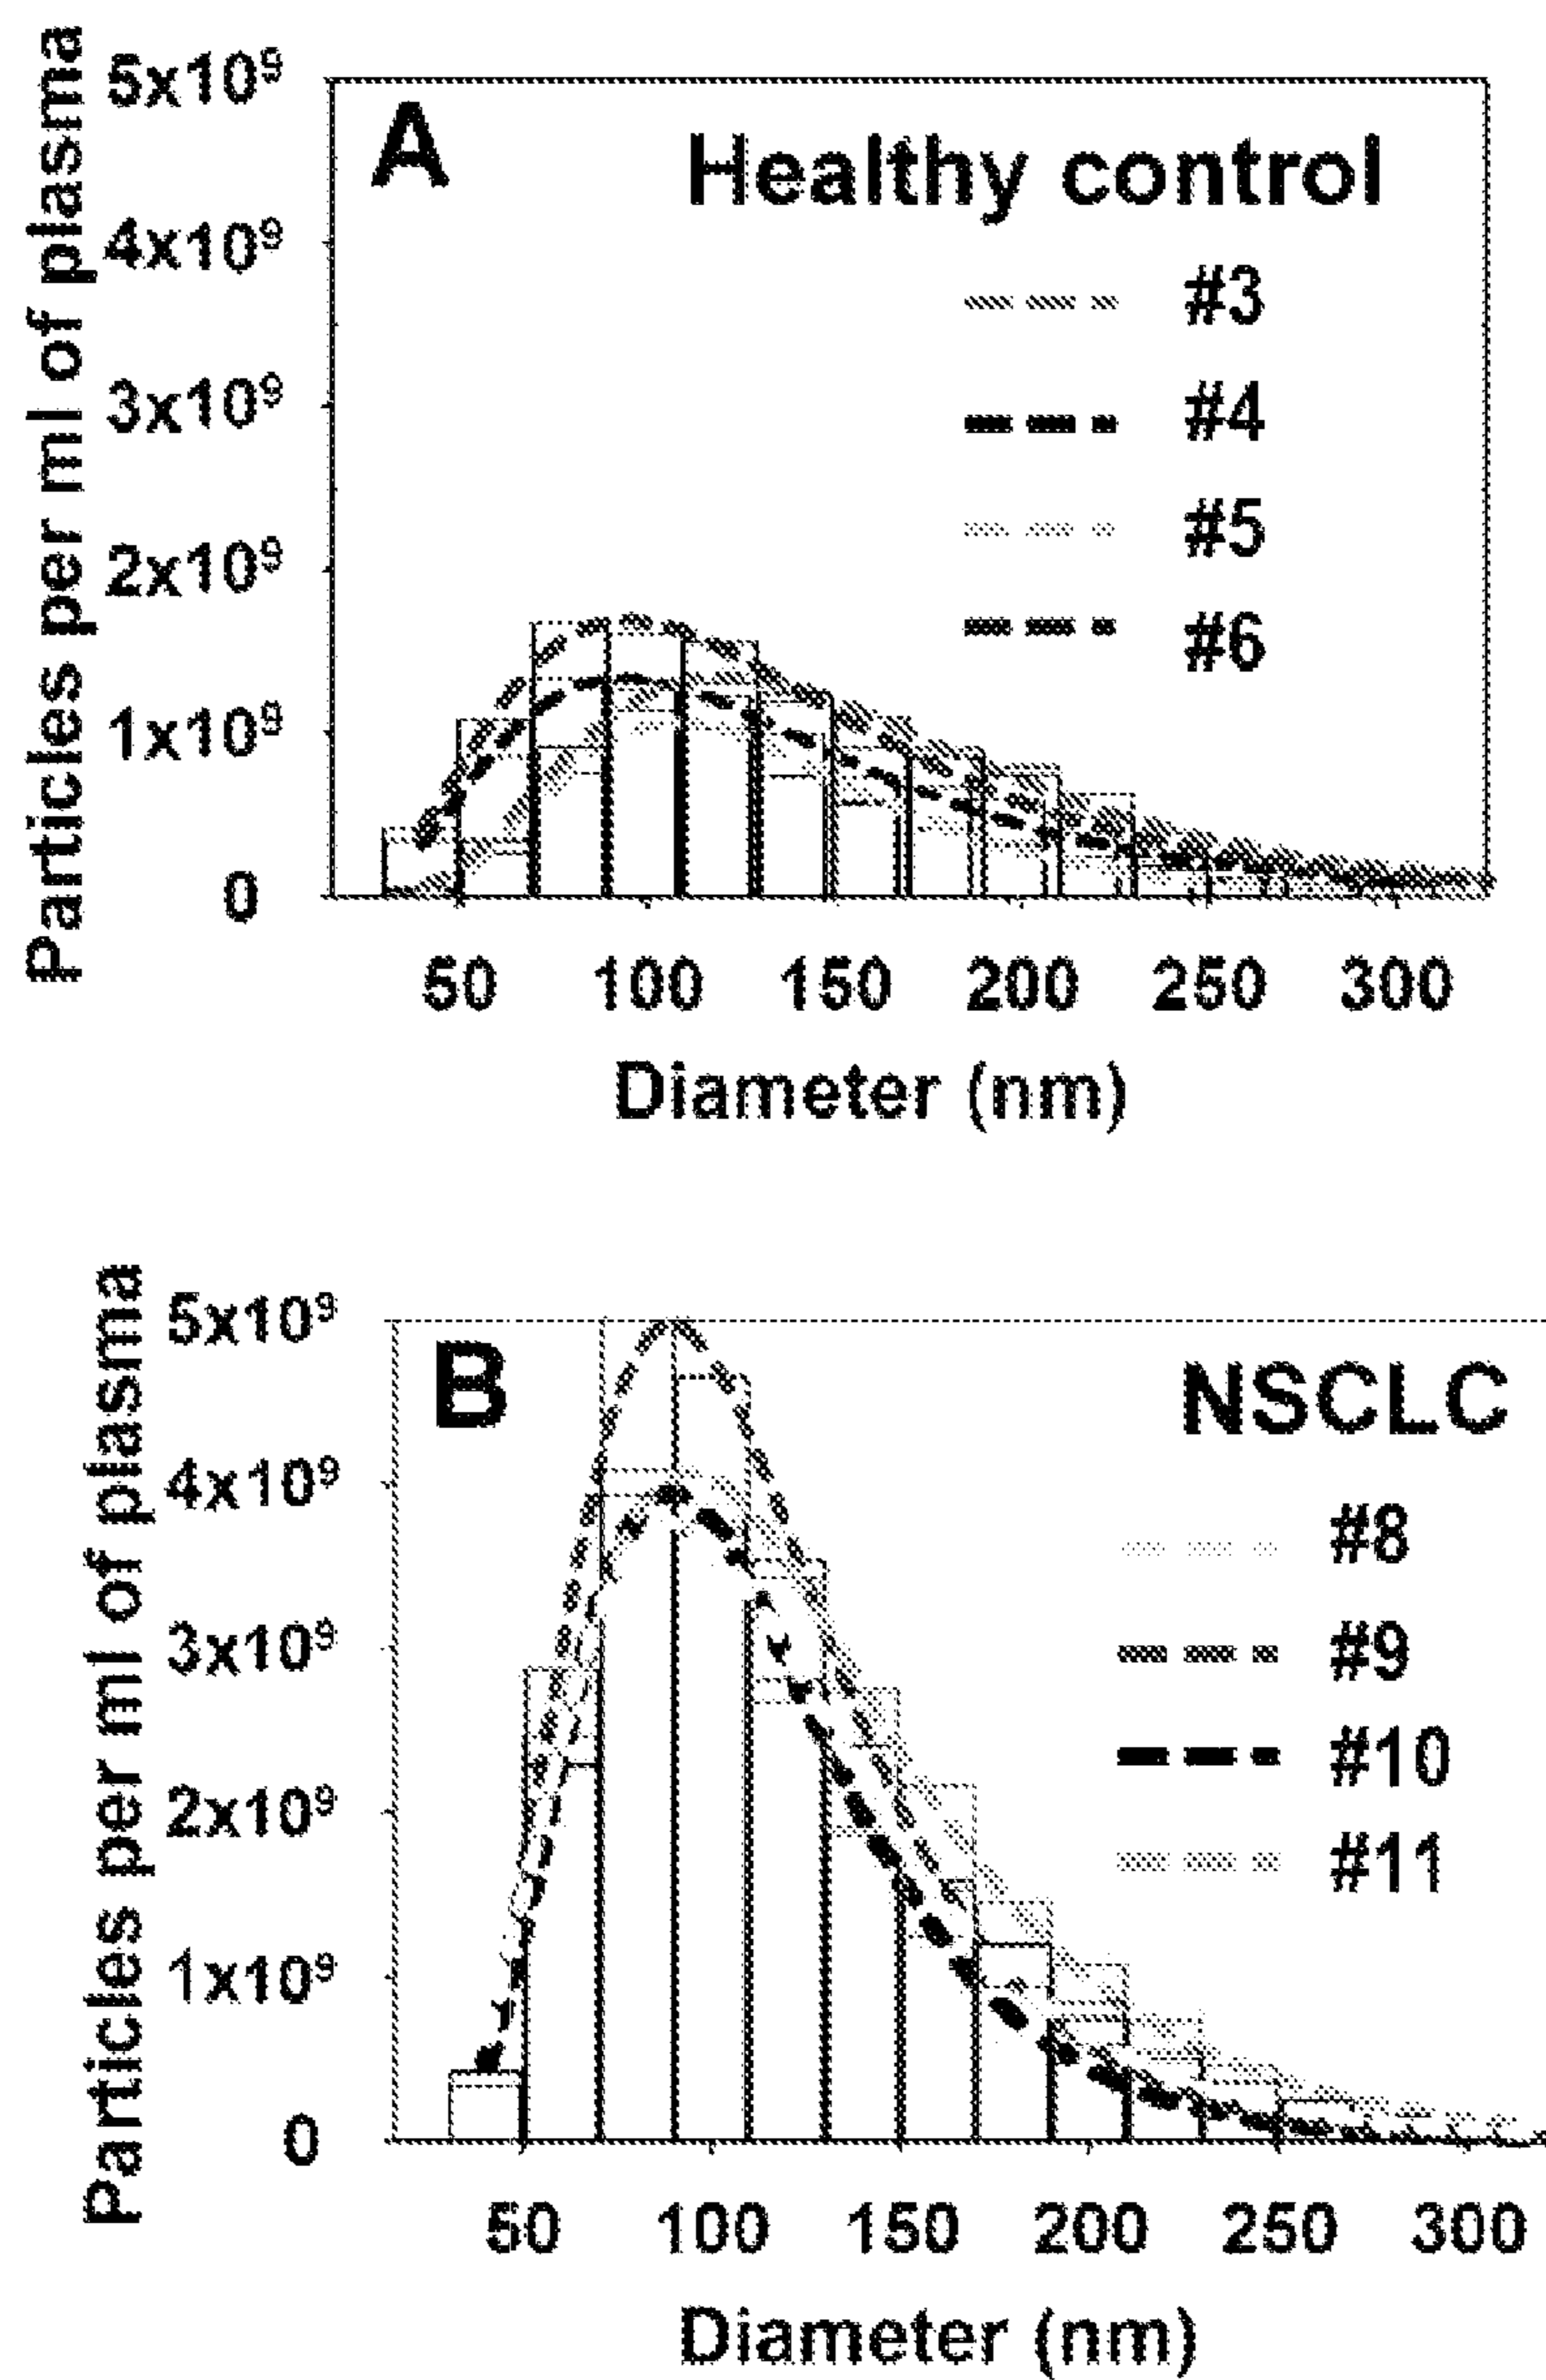 Particles per ml of plasma
5x10⁹
4x10⁹
3x10⁹
2x10⁹
1x10⁹
0
A
Healthy control
#3
#4
#5
#6
50 100 150 200 250 300
Diameter (nm)
Particles per ml of plasma
5x10⁹
4x10⁹
3x10⁹
2x10⁹
1x10⁹
0
B
NSCLC
#8
#9
#10
#11
50 100 150 200 250 300
Diameter (nm)